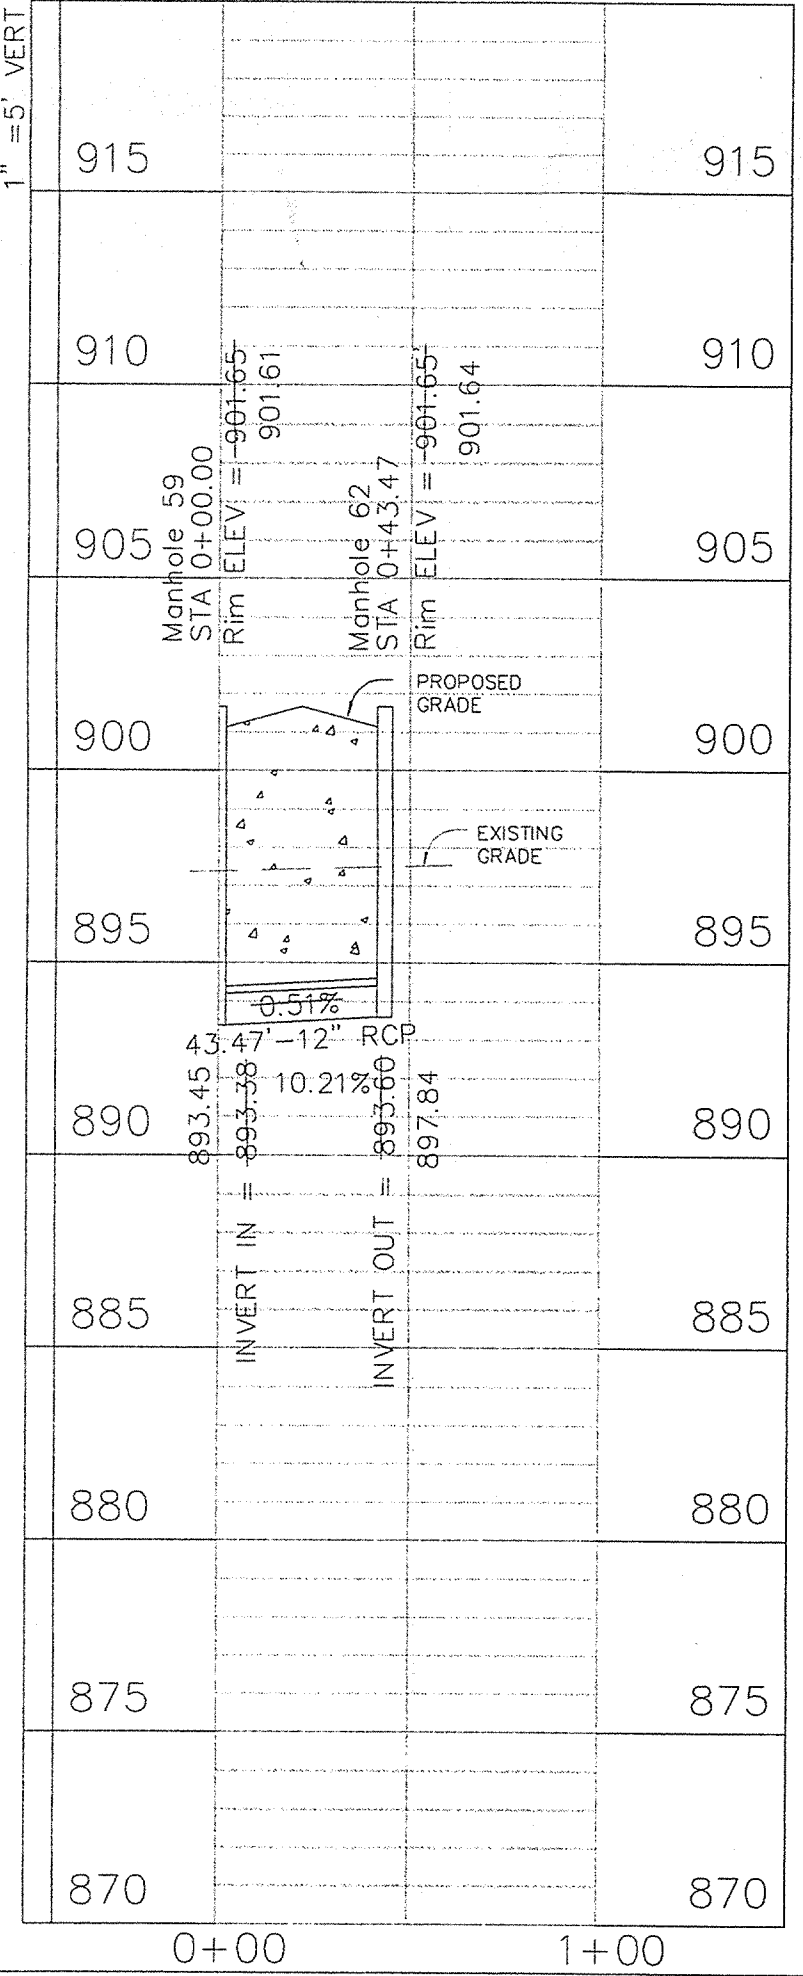 1" =5' VERT
915 915
910 910
905 905
900 900
895 895
890 890
885 885
880 880
875 875
870 870
0+00 1+00
Manhole 59
STA 0+00.00
Rim ELEV = 901.65
901.61
Manhole 62
STA 0+43.47
Rim ELEV = 901.65'
901.64
PROPOSED
GRADE
EXISTING
GRADE
0.51%
43.47'-12" RCP
10.21%
893.45
INVERT IN = 893.38
INVERT OUT = 893.60
897.84